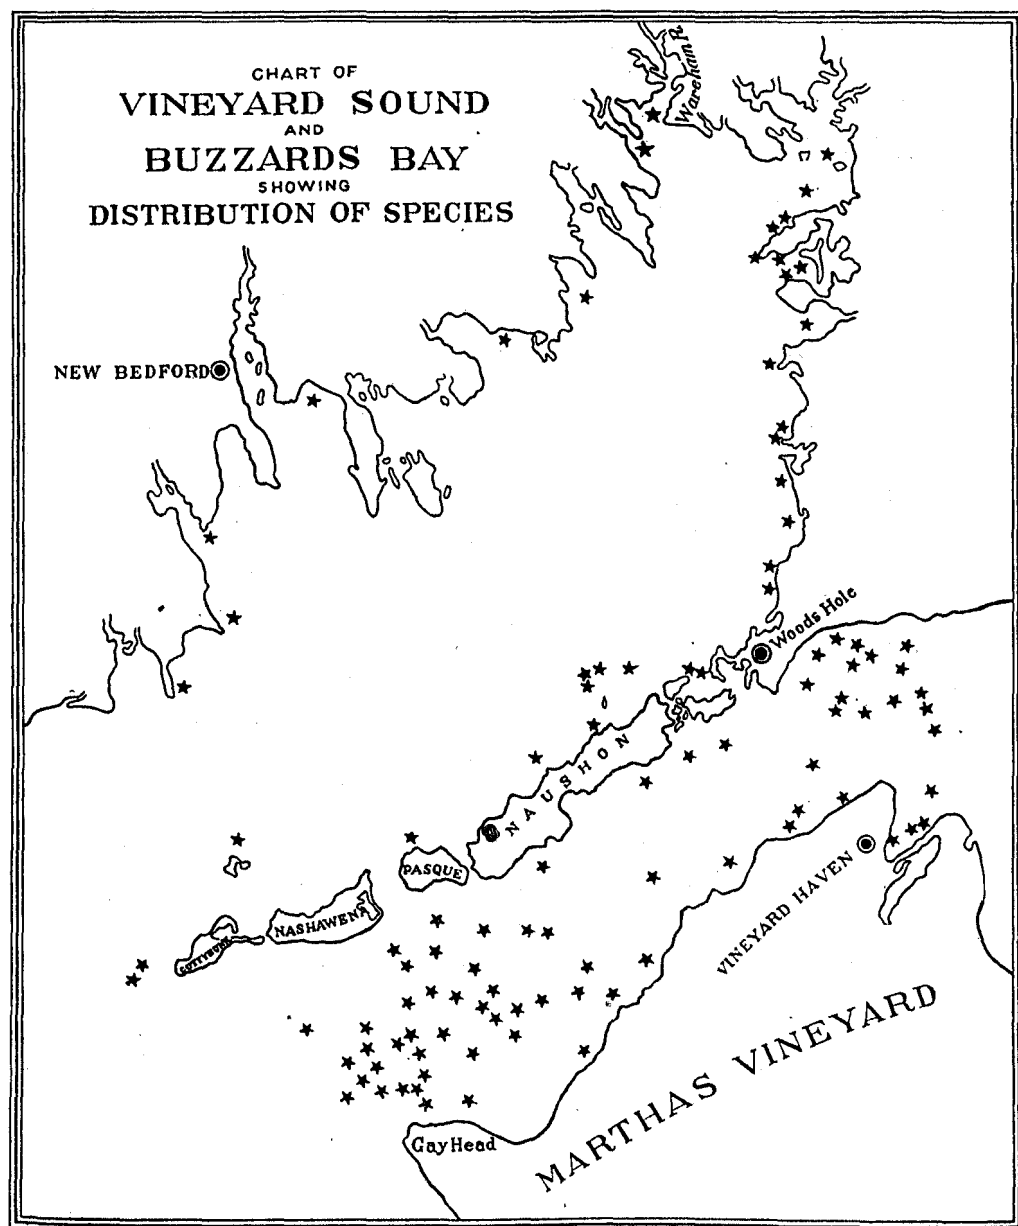 CHART OF
VINEYARD SOUND
AND
BUZZARDS BAY
SHOWING
DISTRIBUTION OF SPECIES
Wareham R.
NEW BEDFORD
Woods Hole
NAUSHON
PASQUE
NASHAWENA
CUTTYHUNK
VINEYARD HAVEN
MARTHAS VINEYARD
Gay Head